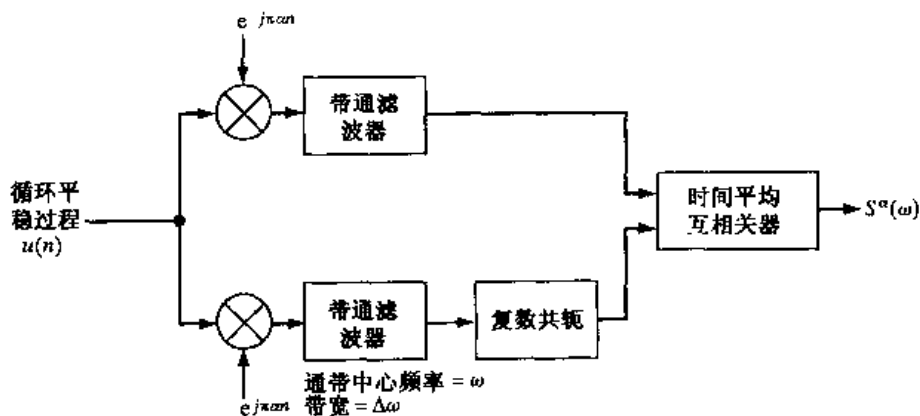 e jπαn
带通滤
波器
循环平
稳过程
u(n)
时间平均
互相关器
S^α(ω)
带通滤
波器
复数共轭
通带中心频率 = ω
带宽 = Δω
e^jπαn